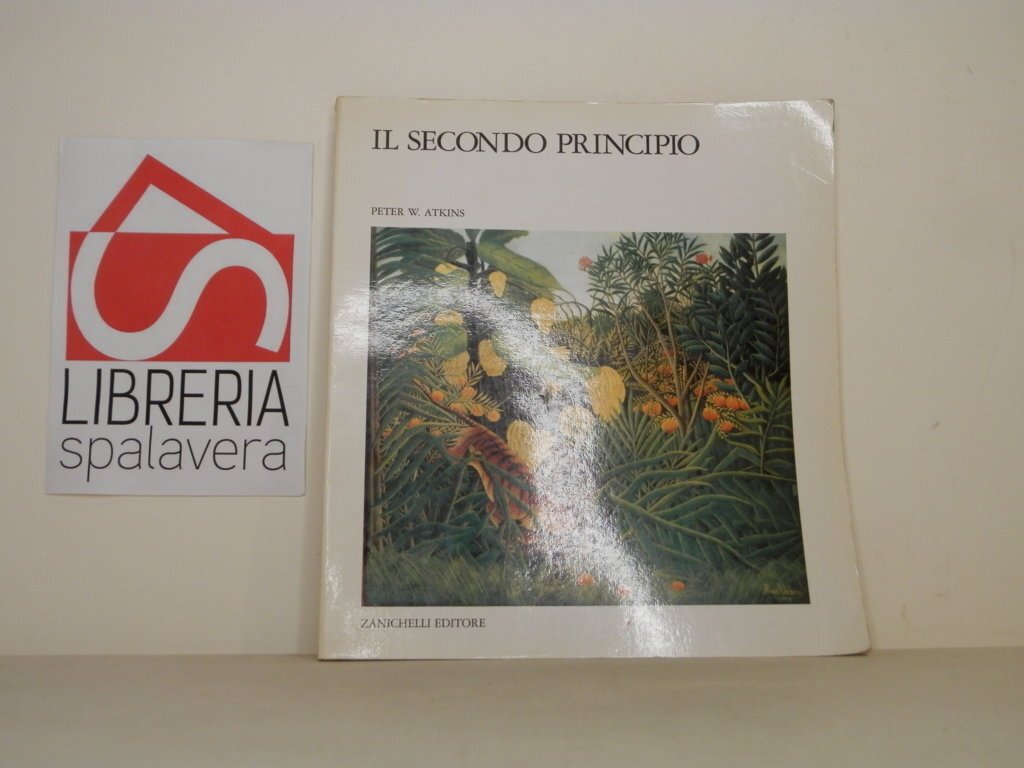 LIBRERIA
spalavera
IL SECONDO PRINCIPIO
PETER W. ATKINS
ZANICHELLI EDITORE